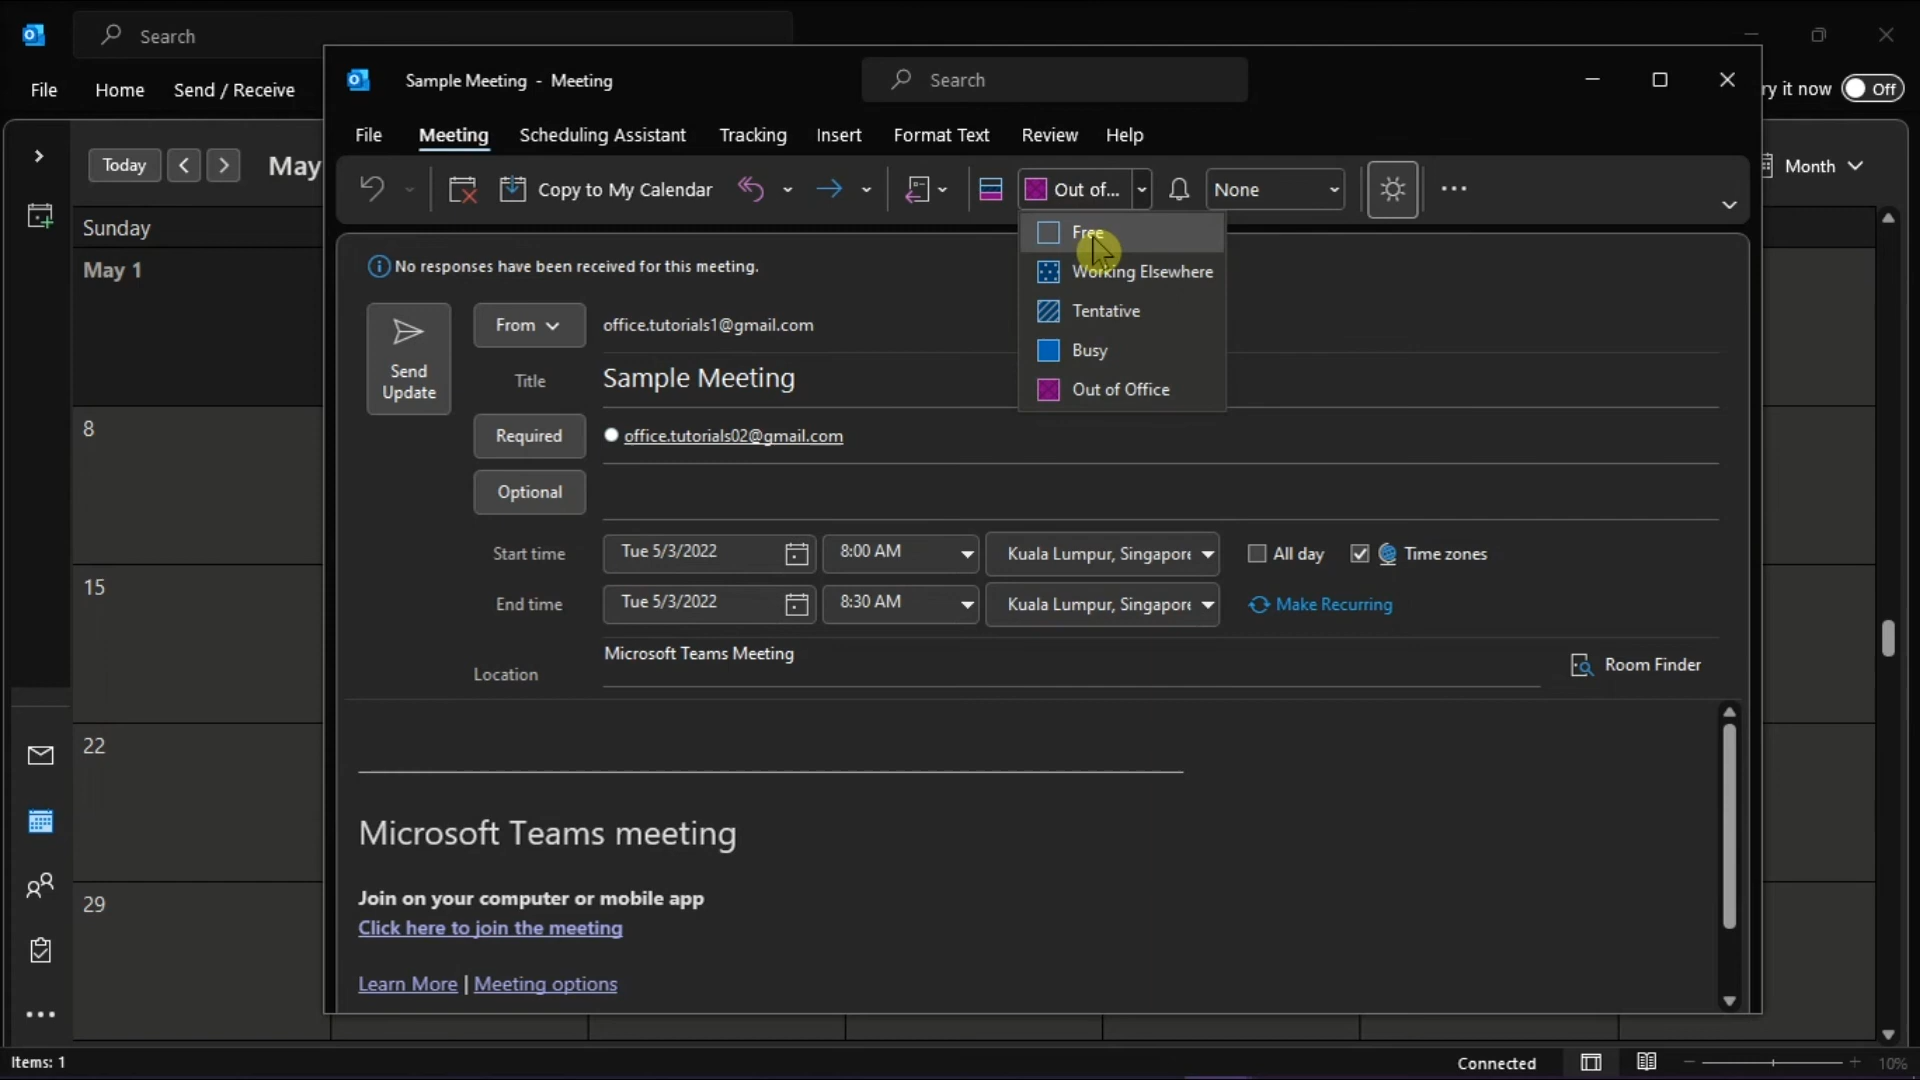 Search
File Home Send / Receive
ry it now Off
Sample Meeting - Meeting
Search
File Meeting Scheduling Assistant Tracking Insert Format Text Review Help
Copy to My Calendar
Out of...
None
Today
May
Month
Free
Working Elsewhere
Tentative
Busy
Out of Office
No responses have been received for this meeting.
Send
Update
From
office.tutorials1@gmail.com
Title
Sample Meeting
Required
office.tutorials02@gmail.com
Optional
Start time
Tue 5/3/2022
8:00 AM
Kuala Lumpur, Singapore
All day
Time zones
End time
Tue 5/3/2022
8:30 AM
Kuala Lumpur, Singapore
Make Recurring
Location
Microsoft Teams Meeting
Room Finder
Microsoft Teams meeting
Join on your computer or mobile app
Click here to join the meeting
Learn More | Meeting options
Sunday
May 1
8
15
22
29
Items: 1
Connected
10%